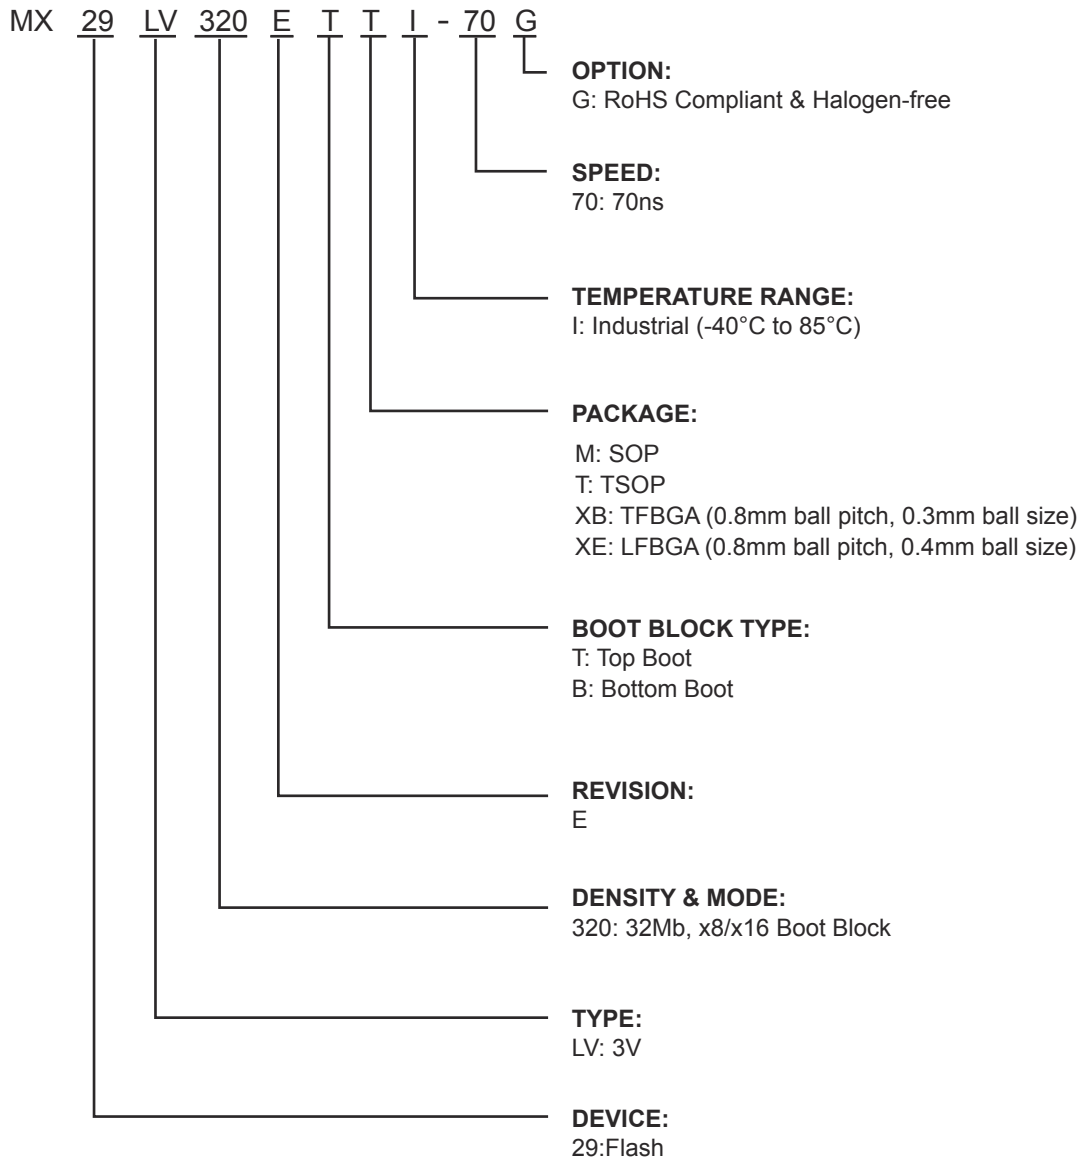 MX 29 LV 320 E T T I - 70 G
OPTION:
G: RoHS Compliant & Halogen-free
SPEED:
70: 70ns
TEMPERATURE RANGE:
I: Industrial (-40°C to 85°C)
PACKAGE:
M: SOP
T: TSOP
XB: TFBGA (0.8mm ball pitch, 0.3mm ball size)
XE: LFBGA (0.8mm ball pitch, 0.4mm ball size)
BOOT BLOCK TYPE:
T: Top Boot
B: Bottom Boot
REVISION:
E
DENSITY & MODE:
320: 32Mb, x8/x16 Boot Block
TYPE:
LV: 3V
DEVICE:
29:Flash